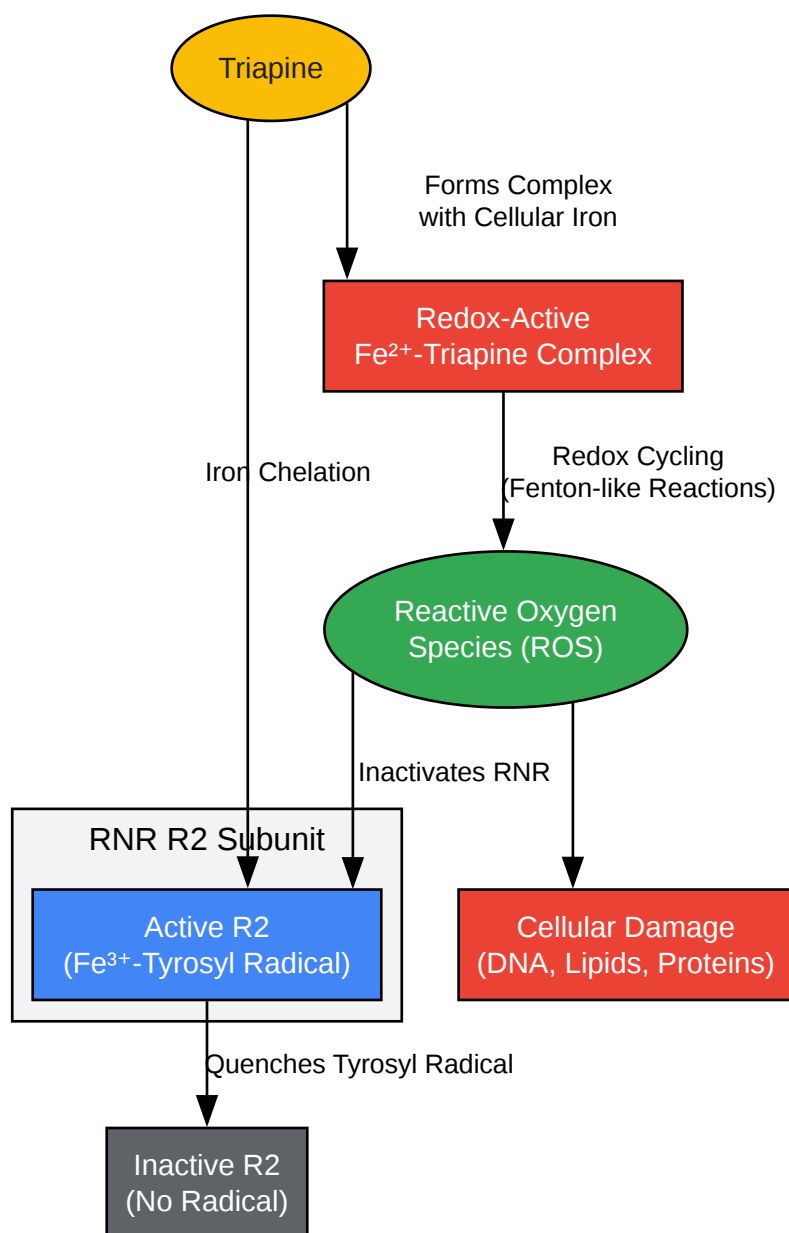 Triapine
Forms Complex
with Cellular Iron
Redox-Active
Fe²⁺-Triapine Complex
Iron Chelation
Redox Cycling
(Fenton-like Reactions)
Reactive Oxygen
Species (ROS)
Inactivates RNR
RNR R2 Subunit
Active R2
(Fe³⁺-Tyrosyl Radical)
Cellular Damage
(DNA, Lipids, Proteins)
Quenches Tyrosyl Radical
Inactive R2
(No Radical)